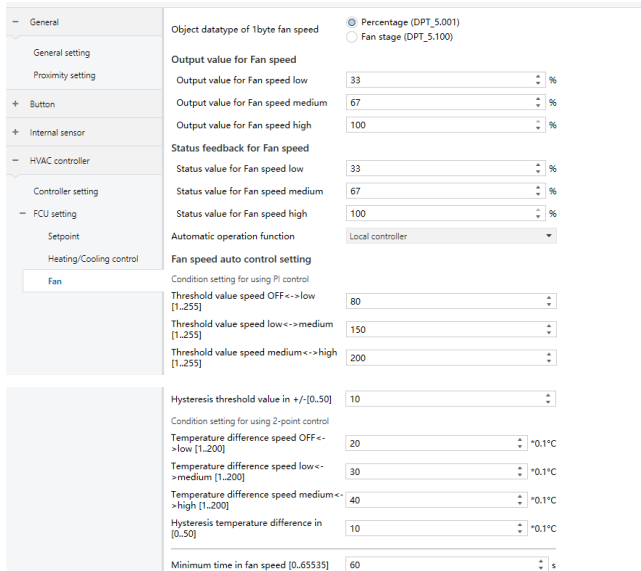 − General
General setting
Proximity setting
+ Button
+ Internal sensor
− HVAC controller
Controller setting
− FCU setting
Setpoint
Heating/Cooling control
Fan
Object datatype of 1byte fan speed
Percentage (DPT_5.001)
Fan stage (DPT_5.100)
Output value for Fan speed
Output value for Fan speed low 33 %
Output value for Fan speed medium 67 %
Output value for Fan speed high 100 %
Status feedback for Fan speed
Status value for Fan speed low 33 %
Status value for Fan speed medium 67 %
Status value for Fan speed high 100 %
Automatic operation function Local controller
Fan speed auto control setting
Condition setting for using PI control
Threshold value speed OFF<->low
[1..255] 80
Threshold value speed low<->medium
[1..255] 150
Threshold value speed medium<->high
[1..255] 200
Hysteresis threshold value in +/-[0..50] 10
Condition setting for using 2-point control
Temperature difference speed OFF<-
>low [1..200] 20 *0.1°C
Temperature difference speed low<-
>medium [1..200] 30 *0.1°C
Temperature difference speed medium<-
>high [1..200] 40 *0.1°C
Hysteresis temperature difference in
[0..50] 10 *0.1°C
Minimum time in fan speed [0..65535] 60 s